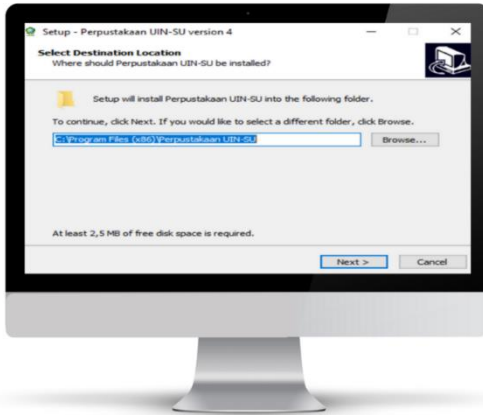 Setup - Perpustakaan UIN-SU version 4
Select Destination Location
Where should Perpustakaan UIN-SU be installed?
Setup will install Perpustakaan UIN-SU into the following folder.
To continue, click Next. If you would like to select a different folder, click Browse.
C:\Program Files (x86)\Perpustakaan UIN-SU
Browse...
At least 2,5 MB of free disk space is required.
Next >
Cancel